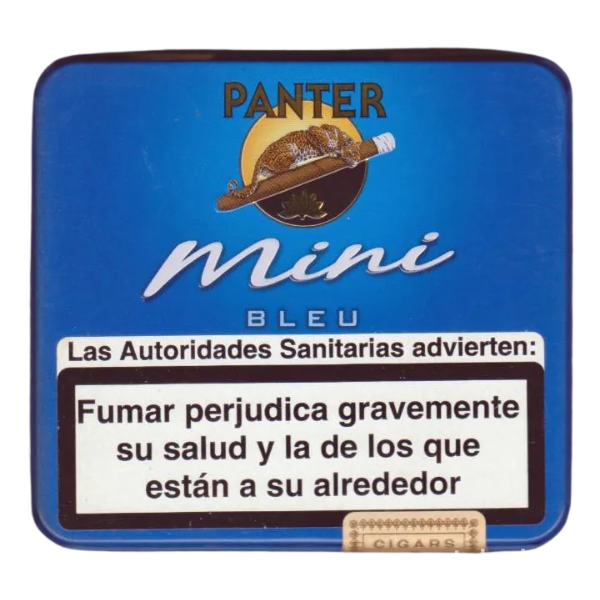 PANTER
mini
BLEU
Las Autoridades Sanitarias advierten:
Fumar perjudica gravemente
su salud y la de los que
están a su alrededor
CIGARS